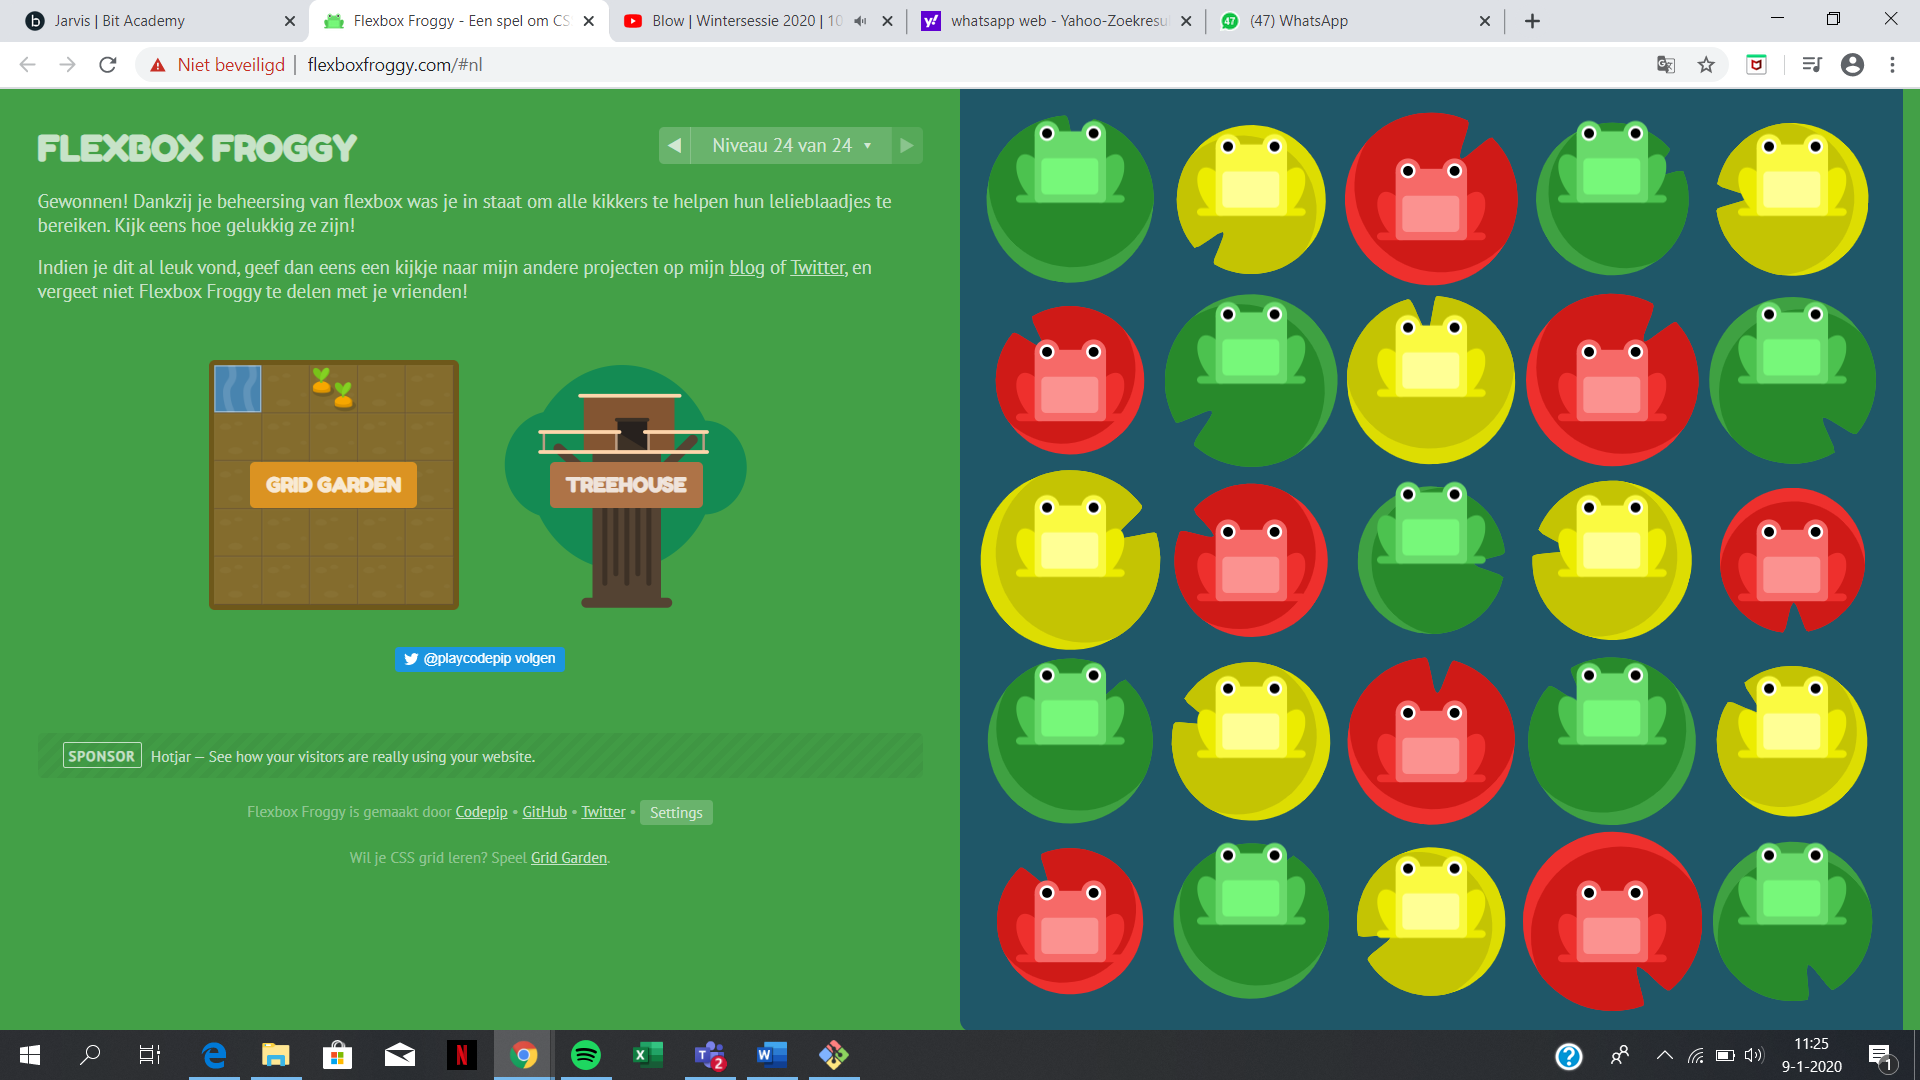 Jarvis | Bit Academy
Flexbox Froggy - Een spel om CS
Blow | Wintersessie 2020 | 10
whatsapp web - Yahoo-Zoekresul
(47) WhatsApp
Niet beveiligd | flexboxfroggy.com/#nl
FLEXBOX FROGGY
Niveau 24 van 24
Gewonnen! Dankzij je beheersing van flexbox was je in staat om alle kikkers te helpen hun lelieblaadjes te
bereiken. Kijk eens hoe gelukkig ze zijn!
Indien je dit al leuk vond, geef dan eens een kijkje naar mijn andere projecten op mijn blog of Twitter, en
vergeet niet Flexbox Froggy te delen met je vrienden!
GRID GARDEN
TREEHOUSE
@playcodepip volgen
SPONSOR Hotjar — See how your visitors are really using your website.
Flexbox Froggy is gemaakt door Codepip • GitHub • Twitter • Settings
Wil je CSS grid leren? Speel Grid Garden.
11:25
9-1-2020